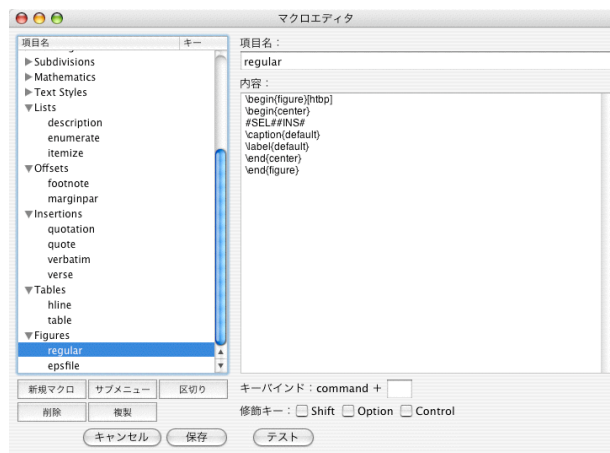 マクロエディタ
項目名 キー
Subdivisions
Mathematics
Text Styles
Lists
description
enumerate
itemize
Offsets
footnote
marginpar
Insertions
quotation
quote
verbatim
verse
Tables
hline
table
Figures
regular
epsfile
新規マクロ サブメニュー 区切り
削除 複製
キャンセル 保存
項目名：
regular
内容：
\begin{figure}[htbp]
\begin{center}
#SEL##INS#
\caption{default}
\label{default}
\end{center}
\end{figure}
キーバインド：command +
修飾キー： Shift Option Control
テスト